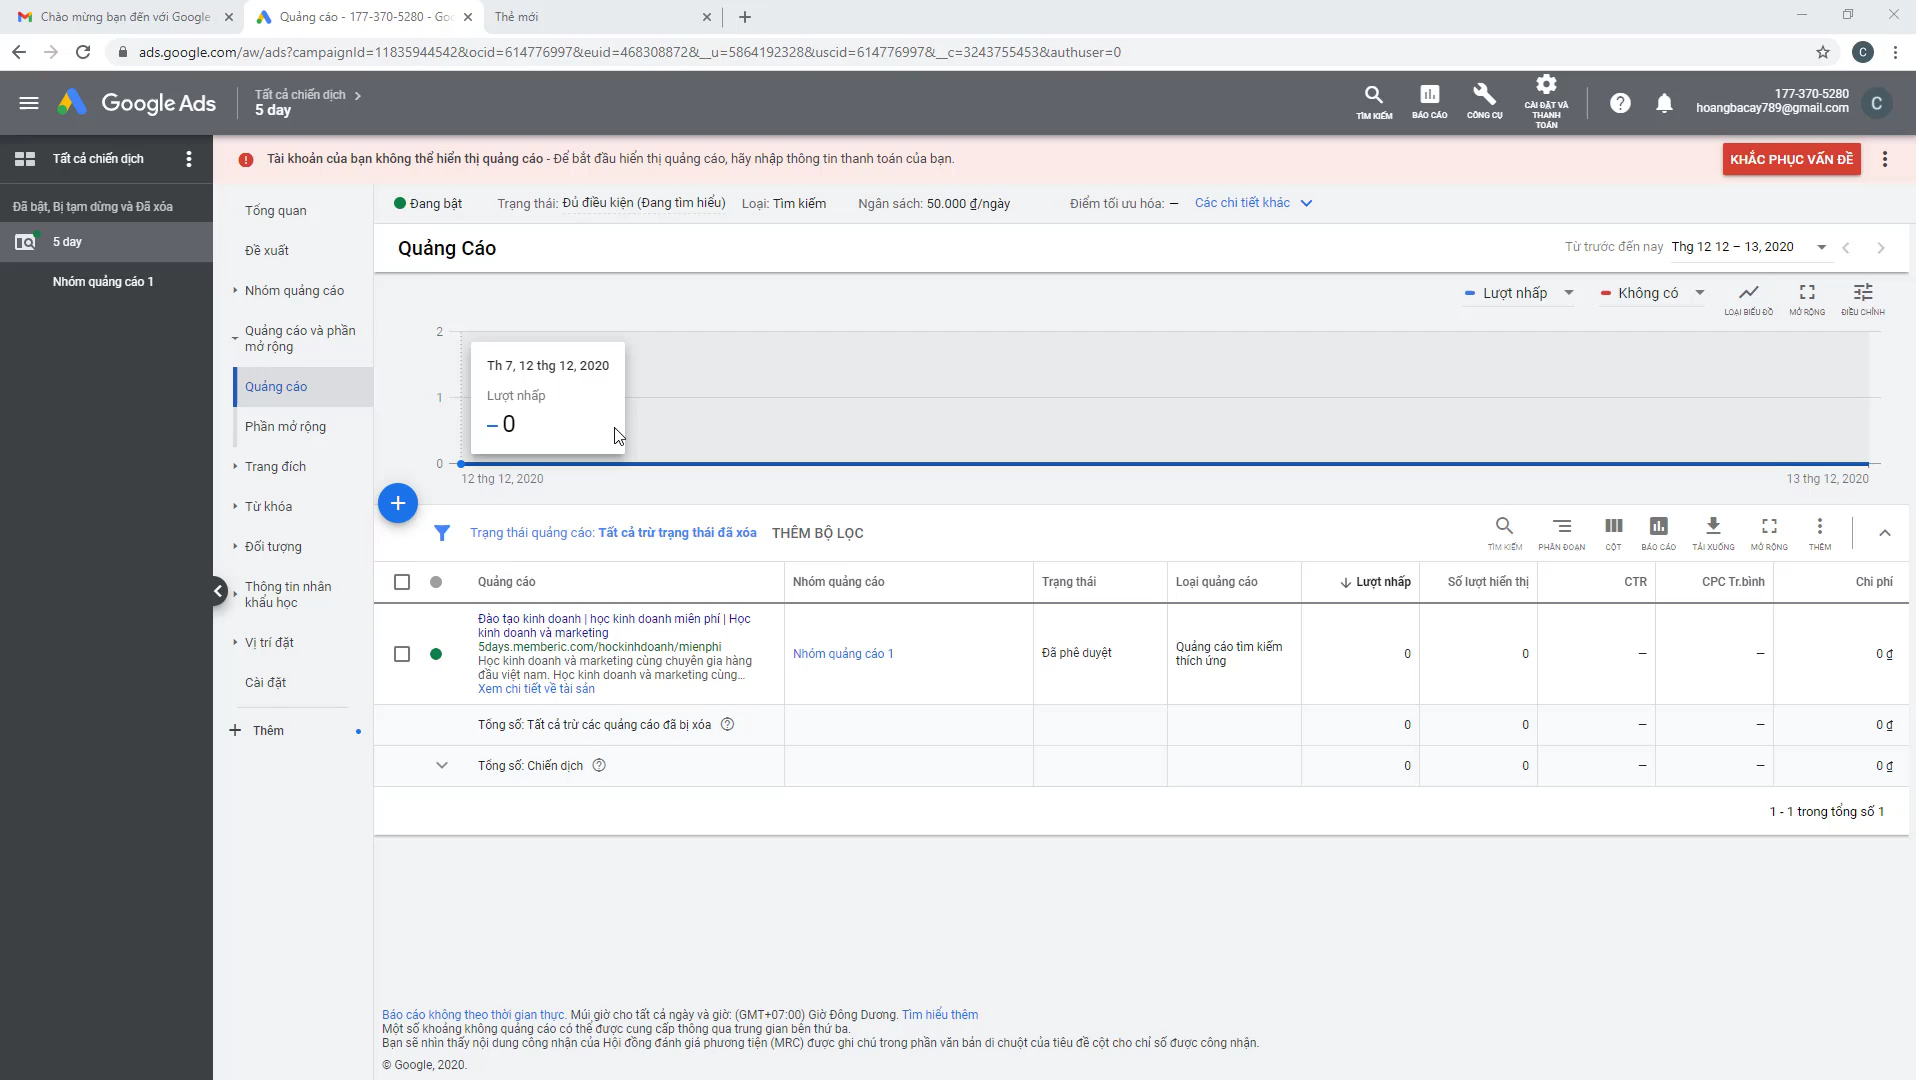 Chào mừng bạn đến với Google
Quảng cáo - 177-370-5280 - Goo
Thẻ mới
ads.google.com/aw/ads?campaignId=11835944542&ocid=614776997&euid=468308872&__u=5864192328&uscid=614776997&__c=3243755453&authuser=0
C
Google Ads
Tất cả chiến dịch
5 day
TÌM KIẾM
BÁO CÁO
CÔNG CỤ
CÀI ĐẶT VÀ
THANH
TOÁN
177-370-5280
hoangbacay789@gmail.com
C
Tất cả chiến dịch
Tài khoản của bạn không thể hiển thị quảng cáo - Để bắt đầu hiển thị quảng cáo, hãy nhập thông tin thanh toán của bạn.
KHẮC PHỤC VẤN ĐỀ
Đã bật, Bị tạm dừng và Đã xóa
5 day
Nhóm quảng cáo 1
Tổng quan
Đề xuất
Nhóm quảng cáo
Quảng cáo và phần
mở rộng
Quảng cáo
Phần mở rộng
Trang đích
Từ khóa
Đối tượng
Thông tin nhân
khẩu học
Vị trí đặt
Cài đặt
Thêm
Đang bật
Trạng thái: Đủ điều kiện (Đang tìm hiểu)
Loại: Tìm kiếm
Ngân sách: 50.000 ₫/ngày
Điểm tối ưu hóa: –
Các chi tiết khác
Quảng Cáo
Từ trước đến nay
Thg 12 12 – 13, 2020
Lượt nhấp
Không có
LOẠI BIỂU ĐỒ
MỞ RỘNG
ĐIỀU CHỈNH
2
1
0
Th 7, 12 thg 12, 2020
Lượt nhấp
0
12 thg 12, 2020
13 thg 12, 2020
Trạng thái quảng cáo: Tất cả trừ trạng thái đã xóa
THÊM BỘ LỌC
TÌM KIẾM
PHÂN ĐOẠN
CỘT
BÁO CÁO
TẢI XUỐNG
MỞ RỘNG
THÊM
Quảng cáo
Nhóm quảng cáo
Trạng thái
Loại quảng cáo
Lượt nhấp
Số lượt hiển thị
CTR
CPC Tr.bình
Chi phí
Đào tạo kinh doanh | học kinh doanh miễn phí | Học
kinh doanh và marketing
5days.memberic.com/hockinhdoanh/mienphi
Học kinh doanh và marketing cùng chuyên gia hàng
đầu việt nam. Học kinh doanh và marketing cùng...
Xem chi tiết về tài sản
Nhóm quảng cáo 1
Đã phê duyệt
Quảng cáo tìm kiếm
thích ứng
0
0
–
–
0 ₫
Tổng số: Tất cả trừ các quảng cáo đã bị xóa
0
0
–
–
0 ₫
Tổng số: Chiến dịch
0
0
–
–
0 ₫
1 - 1 trong tổng số 1
Báo cáo không theo thời gian thực. Múi giờ cho tất cả ngày và giờ: (GMT+07:00) Giờ Đông Dương. Tìm hiểu thêm
Một số khoảng không quảng cáo có thể được cung cấp thông qua trung gian bên thứ ba.
Bạn sẽ nhìn thấy nội dung công nhận của Hội đồng đánh giá phương tiện (MRC) được ghi chú trong phần văn bản di chuột của tiêu đề cột cho chỉ số được công nhận.
© Google, 2020.